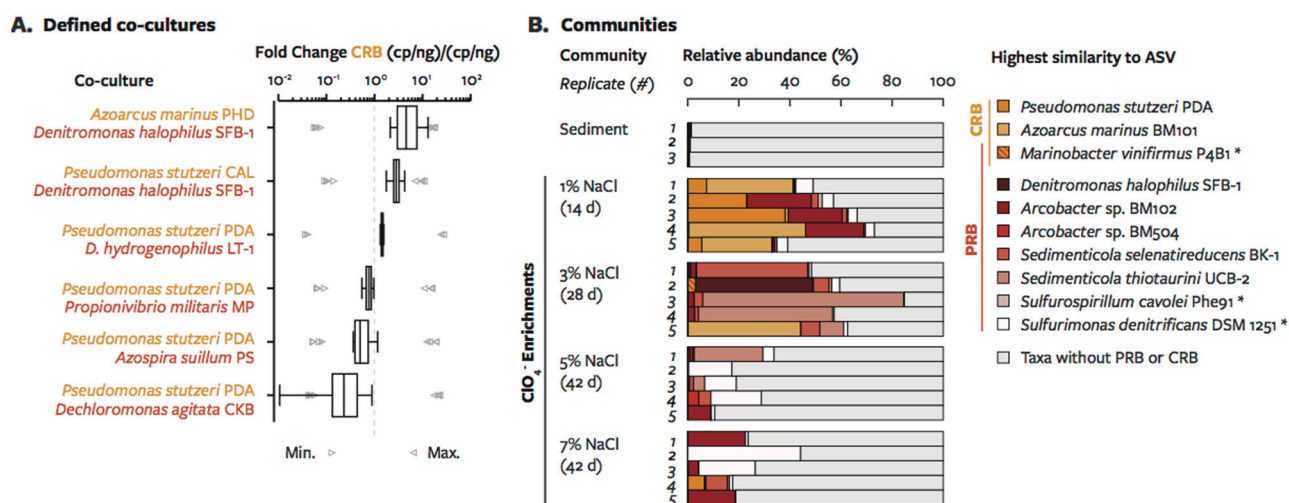 A. Defined co-cultures
Fold Change CRB (cp/ng)/(cp/ng)
Co-culture
10-2 10-1 100 101 102
Azoarcus marinus PHD
Denitromonas halophilus SFB-1
Pseudomonas stutzeri CAL
Denitromonas halophilus SFB-1
Pseudomonas stutzeri PDA
D. hydrogenophilus LT-1
Pseudomonas stutzeri PDA
Propionivibrio militaris MP
Pseudomonas stutzeri PDA
Azospira suillum PS
Pseudomonas stutzeri PDA
Dechloromonas agitata CKB
Min. Max.
B. Communities
Community
Replicate (#)
Relative abundance (%)
0 20 40 60 80 100
Sediment
1
2
3
ClO4- Enrichments
1% NaCl
(14 d)
1
2
3
4
5
3% NaCl
(28 d)
1
2
3
4
5
5% NaCl
(42 d)
1
2
3
4
5
7% NaCl
(42 d)
1
2
3
4
5
Highest similarity to ASV
CRB
Pseudomonas stutzeri PDA
Azoarcus marinus BM101
Marinobacter vinifirmus P4B1 *
PRB
Denitromonas halophilus SFB-1
Arcobacter sp. BM102
Arcobacter sp. BM504
Sedimenticola selenatireducens BK-1
Sedimenticola thiotaurini UCB-2
Sulfurospirillum cavolei Phe91 *
Sulfurimonas denitrificans DSM 1251 *
Taxa without PRB or CRB